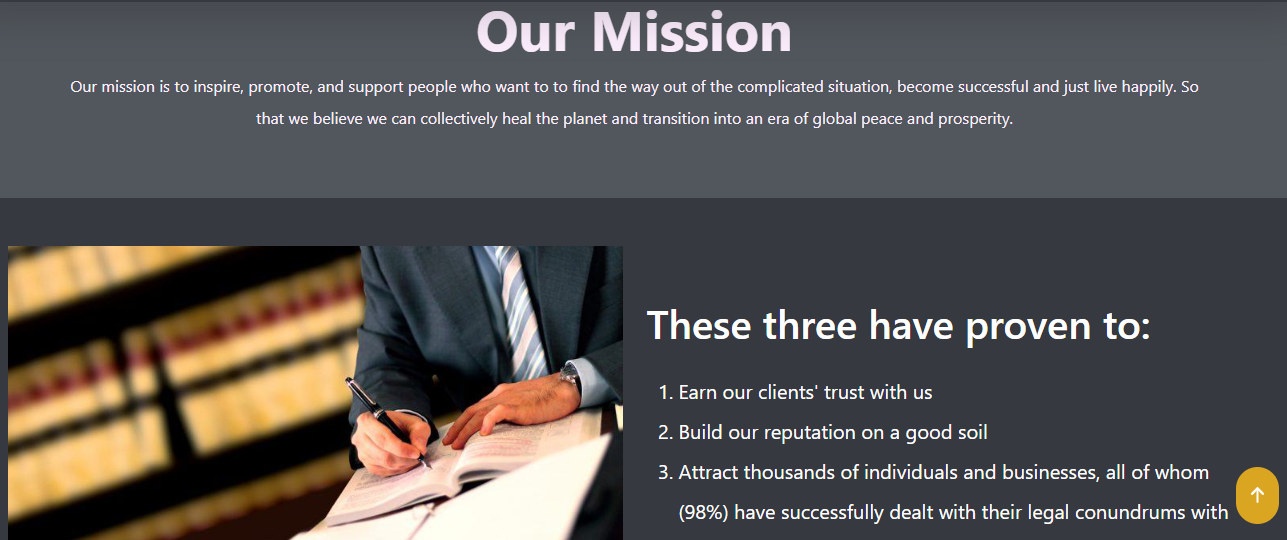 Our Mission
Our mission is to inspire, promote, and support people who want to to find the way out of the complicated situation, become successful and just live happily. So
that we believe we can collectively heal the planet and transition into an era of global peace and prosperity.
These three have proven to:
1. Earn our clients' trust with us
2. Build our reputation on a good soil
3. Attract thousands of individuals and businesses, all of whom
(98%) have successfully dealt with their legal conundrums with